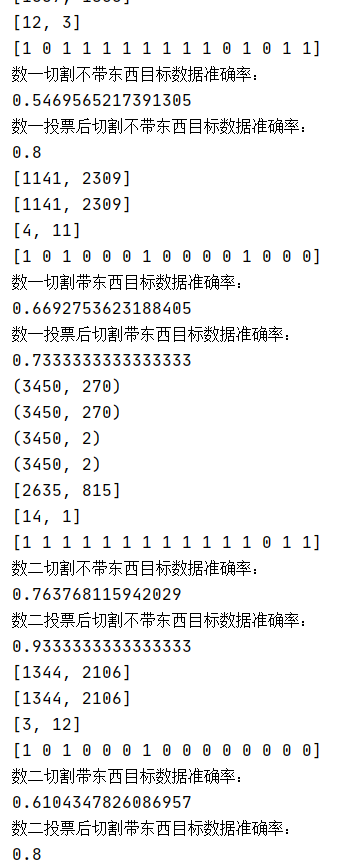 [12, 3]
[1 0 1 1 1 1 1 1 1 1 0 1 0 1 1]
数一切割不带东西目标数据准确率:
0.5469565217391305
数一投票后切割不带东西目标数据准确率:
0.8
[1141, 2309]
[1141, 2309]
[4, 11]
[1 0 1 0 0 0 1 0 0 0 0 1 0 0 0]
数一切割带东西目标数据准确率:
0.6692753623188405
数一投票后切割带东西目标数据准确率:
0.7333333333333333
(3450, 270)
(3450, 270)
(3450, 2)
(3450, 2)
[2635, 815]
[14, 1]
[1 1 1 1 1 1 1 1 1 1 1 1 0 1 1]
数二切割不带东西目标数据准确率:
0.763768115942029
数二投票后切割不带东西目标数据准确率:
0.9333333333333333
[1344, 2106]
[1344, 2106]
[3, 12]
[1 0 1 0 0 0 1 0 0 0 0 0 0 0 0]
数二切割带东西目标数据准确率:
0.6104347826086957
数二投票后切割带东西目标数据准确率:
0.8